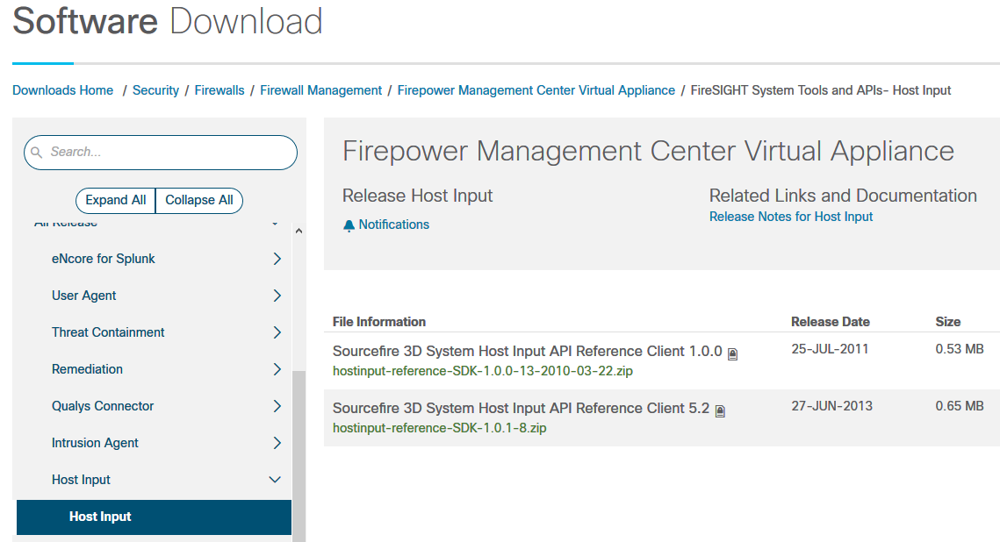 Software Download
Downloads Home / Security / Firewalls / Firewall Management / Firepower Management Center Virtual Appliance / FireSIGHT System Tools and APIs- Host Input
Search...
Expand All Collapse All
All Release
eNcore for Splunk
User Agent
Threat Containment
Remediation
Qualys Connector
Intrusion Agent
Host Input
Host Input
Firepower Management Center Virtual Appliance
Release Host Input
Notifications
Related Links and Documentation
Release Notes for Host Input
File Information Release Date Size
Sourcefire 3D System Host Input API Reference Client 1.0.0 25-JUL-2011 0.53 MB
hostinput-reference-SDK-1.0.0-13-2010-03-22.zip
Sourcefire 3D System Host Input API Reference Client 5.2 27-JUN-2013 0.65 MB
hostinput-reference-SDK-1.0.1-8.zip